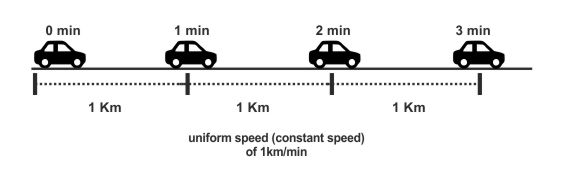 0 min 1 min 2 min 3 min
1 Km 1 Km 1 Km
uniform speed (constant speed)
of 1km/min